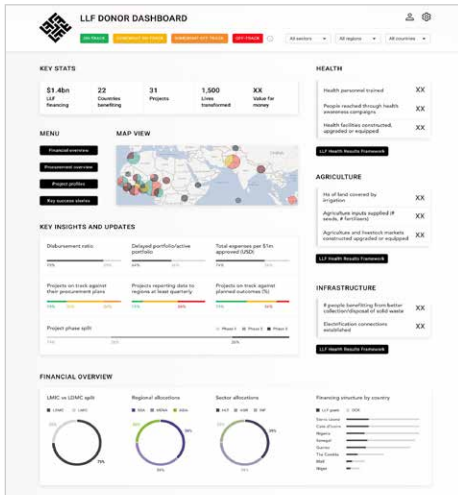 LLF DONOR DASHBOARD
ON-TRACK
SOMEWHAT ON-TRACK
SOMEWHAT OFF-TRACK
OFF-TRACK
All sectors
All regions
All countries
KEY STATS
$1.4bn
LLF
financing
22
Countries
benefiting
31
Projects
1,500
Lives
transformed
XX
Value for
money
MENU
Financial overview
Procurement overview
Project profiles
Key success stories
MAP VIEW
KEY INSIGHTS AND UPDATES
Disbursement ratio
Delayed portfolio/active
portfolio
Total expenses per $1m
approved (USD)
Projects on track against
their procurement plans
Projects reporting data to
regions at least quarterly
Projects on track against
planned outcomes (%)
Project phase split
HEALTH
Health personnel trained XX
People reached through health
awareness campaigns XX
Health facilities constructed,
upgraded or equipped XX
LLF Health Results Framework
AGRICULTURE
Ha of land covered by
irrigation XX
Agriculture inputs supplied (#
seeds, # fertilisers) XX
Agriculture and livestock markets
constructed upgraded or equipped XX
LLF Health Results Framework
INFRASTRUCTURE
# people benefitting from better
collection/disposal of solid waste XX
Electrification connections
established XX
LLF Health Results Framework
FINANCIAL OVERVIEW
LMIC vs LDMC split
LDMC
LMIC
Regional allocations
SSA
MENA
Asia
Sector allocations
Financing structure by country
Sierra Leone
Cote d'Ivoire
Nigeria
Senegal
Guinea
The Gambia
Mali
Niger